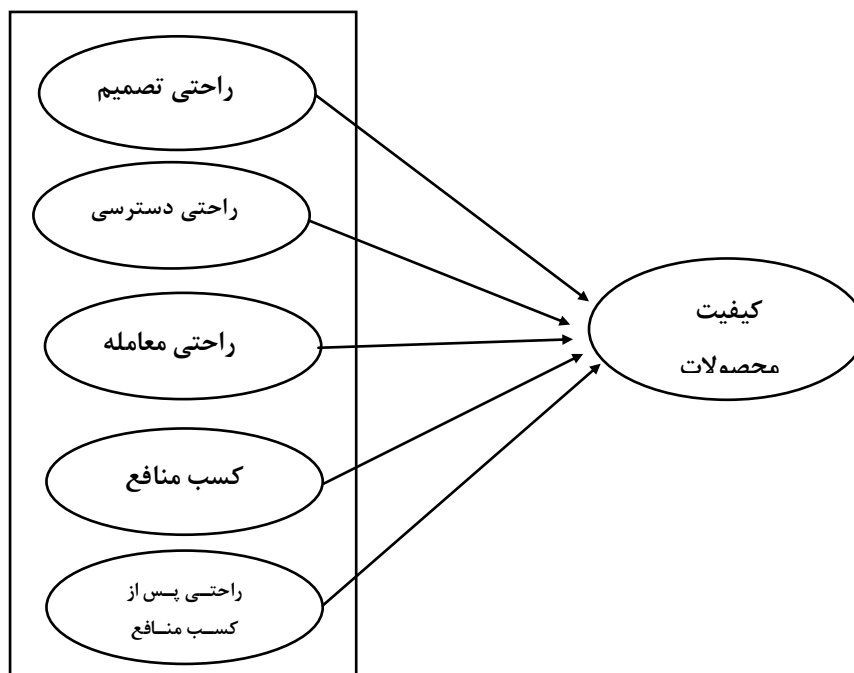 راحتی تصمیم
راحتی دسترسی
راحتی معامله
کسب منافع
راحتی پس از
کسب منافع
کیفیت
محصولات